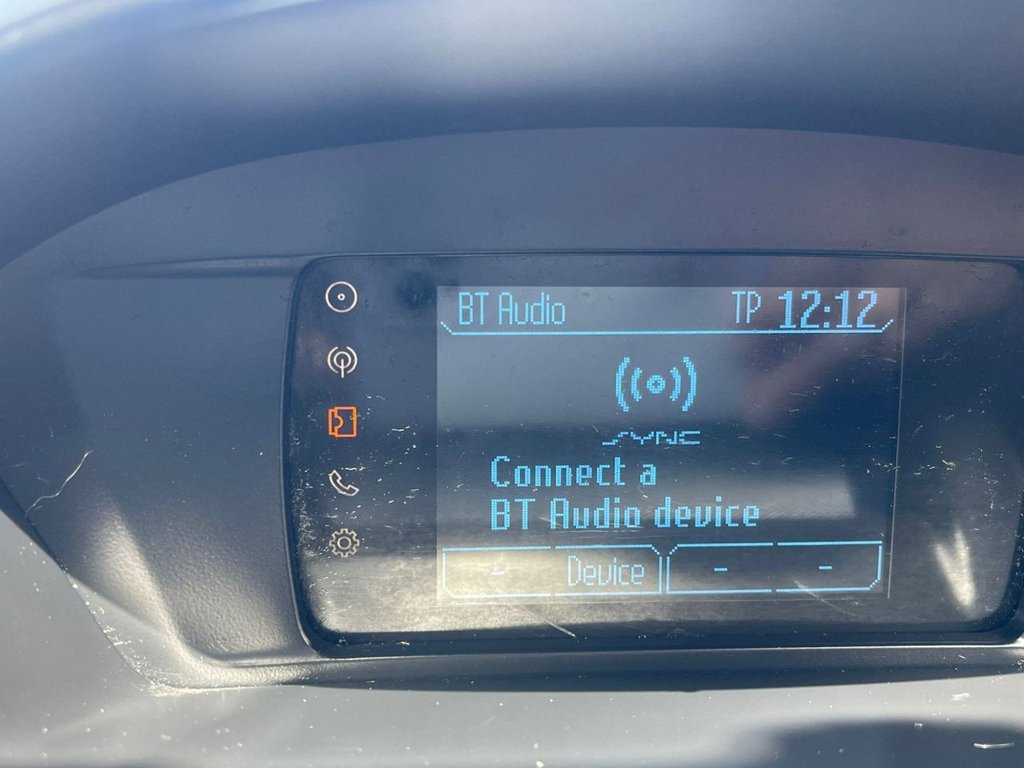 BT Audio TP 12:12
SYNC
Connect a
BT Audio device
- Device - -